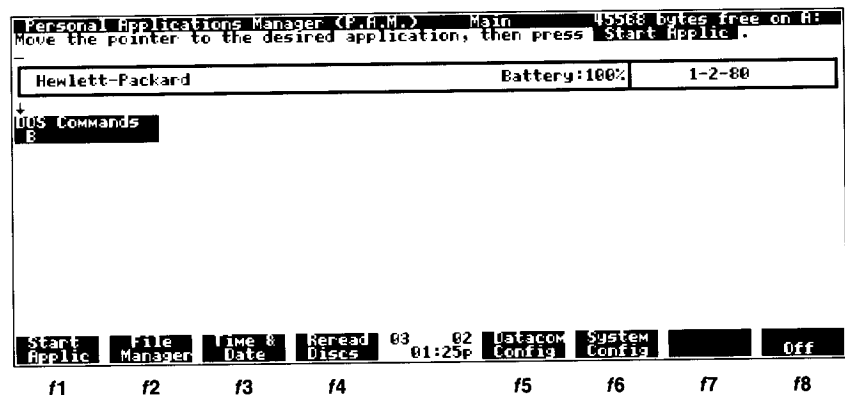 Personal Applications Manager (P.A.M.) Main 45568 bytes free on A:
Move the pointer to the desired application, then press Start Applic .
Hewlett-Packard Battery:100% 1-2-80
DOS Commands
B
Start File Time & Reread 03 02 Datacom System
Applic Manager Date Discs 01:25p Config Config Off
f1 f2 f3 f4 f5 f6 f7 f8